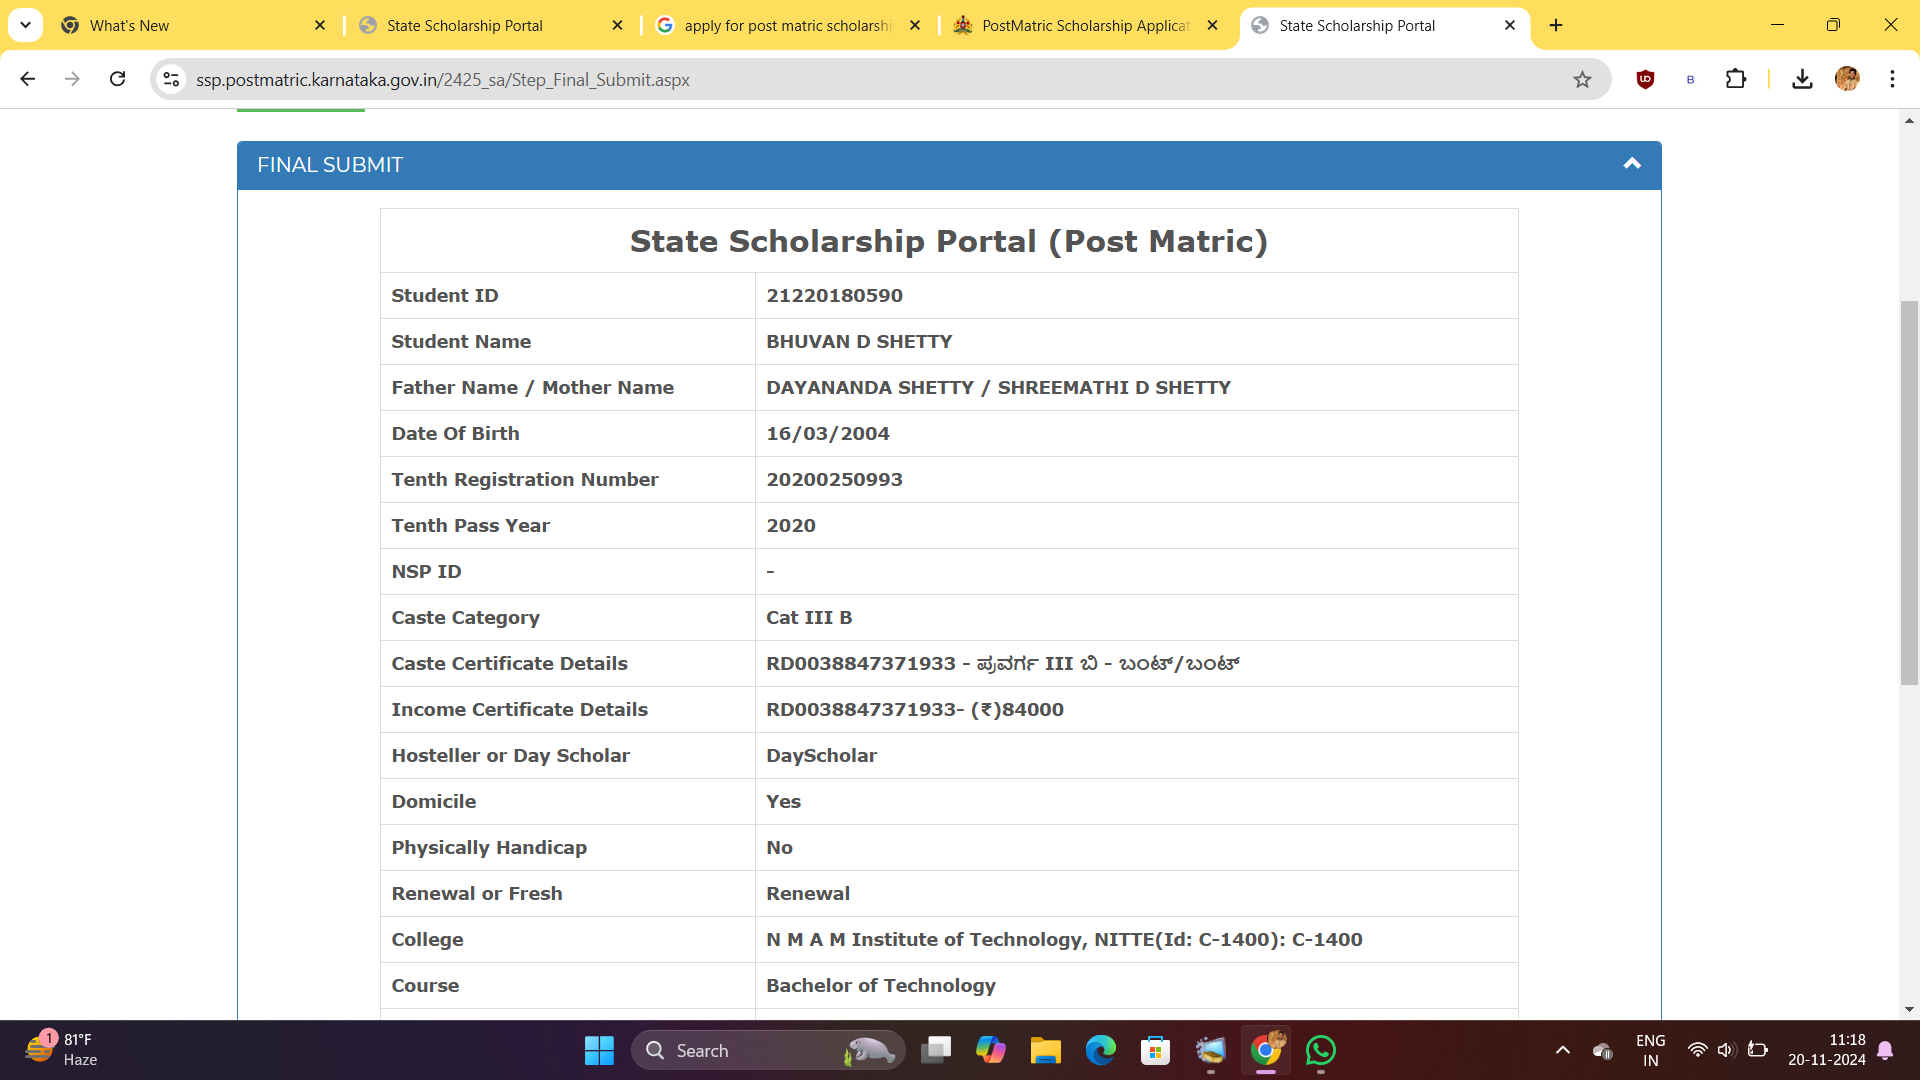 What's New
State Scholarship Portal
apply for post matric scholarshi
PostMatric Scholarship Applicat
State Scholarship Portal
ssp.postmatric.karnataka.gov.in/2425_sa/Step_Final_Submit.aspx
FINAL SUBMIT
State Scholarship Portal (Post Matric)
Student ID 21220180590
Student Name BHUVAN D SHETTY
Father Name / Mother Name DAYANANDA SHETTY / SHREEMATHI D SHETTY
Date Of Birth 16/03/2004
Tenth Registration Number 20200250993
Tenth Pass Year 2020
NSP ID -
Caste Category Cat III B
Caste Certificate Details RD0038847371933 - ಪ್ರವರ್ಗ III ಬಿ - ಬಂಟ್/ಬಂಟ್
Income Certificate Details RD0038847371933- (₹)84000
Hosteller or Day Scholar DayScholar
Domicile Yes
Physically Handicap No
Renewal or Fresh Renewal
College N M A M Institute of Technology, NITTE(Id: C-1400): C-1400
Course Bachelor of Technology
1
81°F
Haze
Search
ENG
IN
11:18
20-11-2024